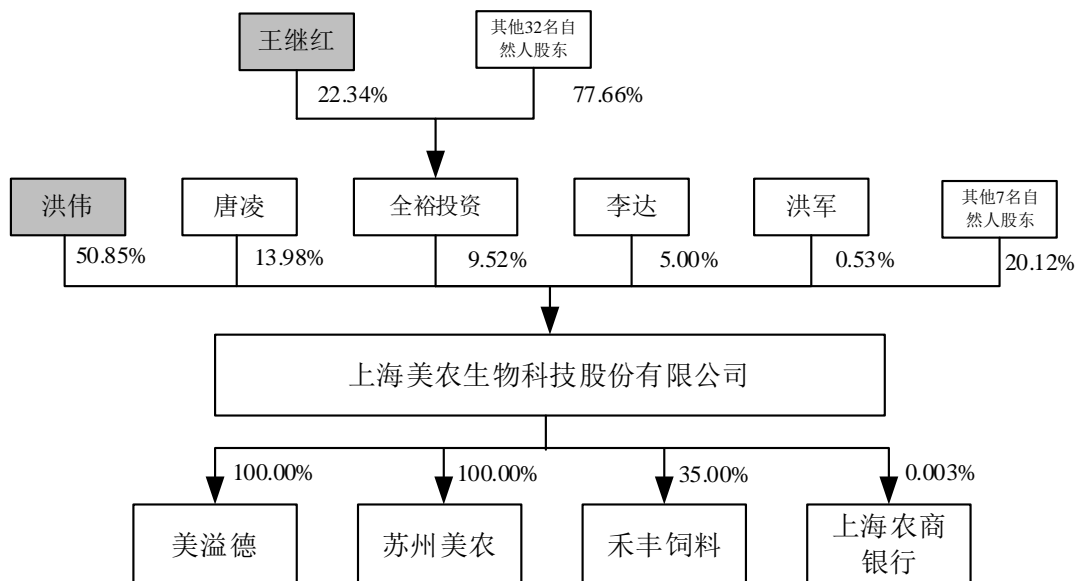 王继红
其他32名自
然人股东
22.34%
77.66%
洪伟
唐凌
全裕投资
李达
洪军
其他7名自
然人股东
50.85%
13.98%
9.52%
5.00%
0.53%
20.12%
上海美农生物科技股份有限公司
100.00%
100.00%
35.00%
0.003%
美溢德
苏州美农
禾丰饲料
上海农商
银行